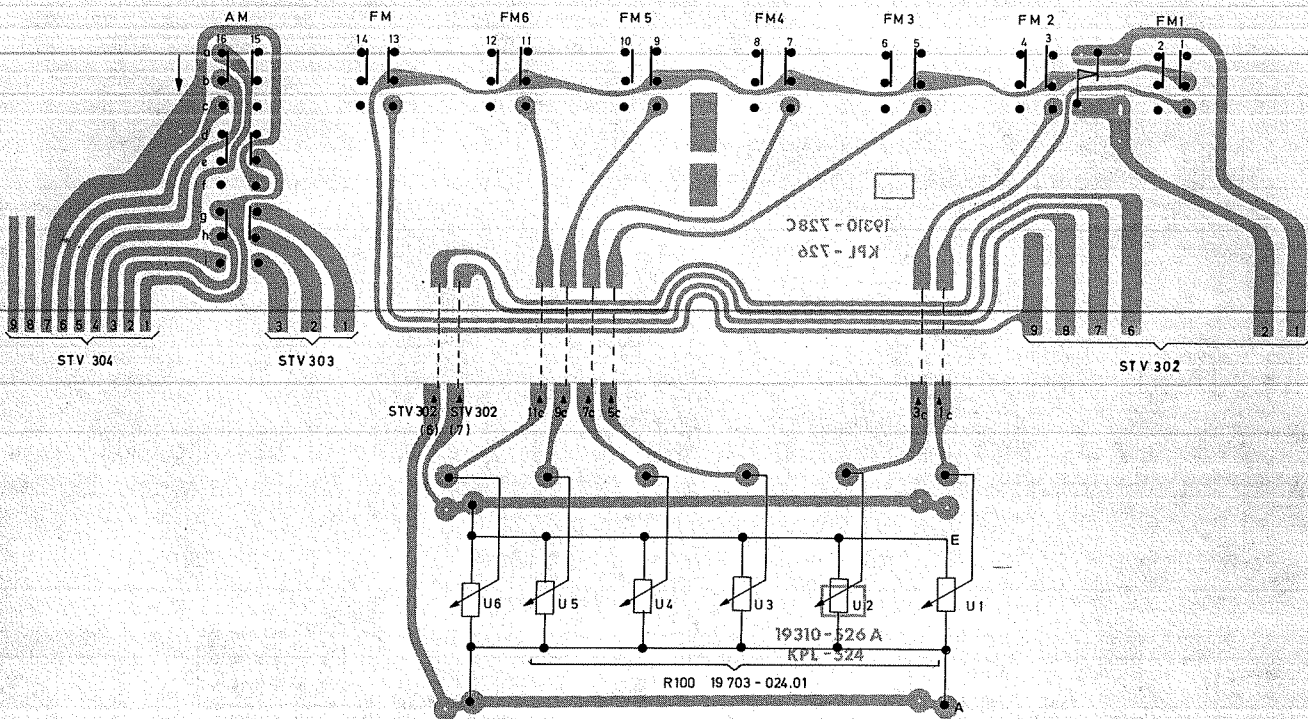 AM FM FM6 FM5 FM4 FM3 FM2 FM1
16 15 14 13 12 11 10 9 8 7 6 5 4 3 2 1
a
b
c
d
e
f
g
h
i
19310-728C
KPL-726
9 8 7 6 5 4 3 2 1
3 2 1
9 8 7 6
2 1
STV 304
STV 303
STV 302
STV 302 (6)
STV 302 (7)
11c 9c 7c 5c 3c 1c
E
U6 U5 U4 U3 U2 U1
19310-526A
KPL-524
R100 19 703-024.01
A